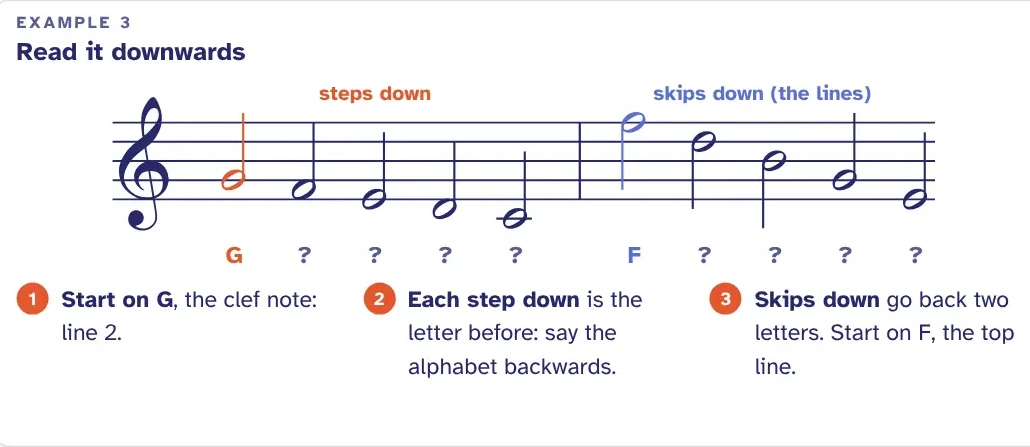 EXAMPLE 3
Read it downwards
steps down
skips down (the lines)
G ? ? ? ? F ? ? ? ?
1 Start on G, the clef note:
line 2.
2 Each step down is the
letter before: say the
alphabet backwards.
3 Skips down go back two
letters. Start on F, the top
line.